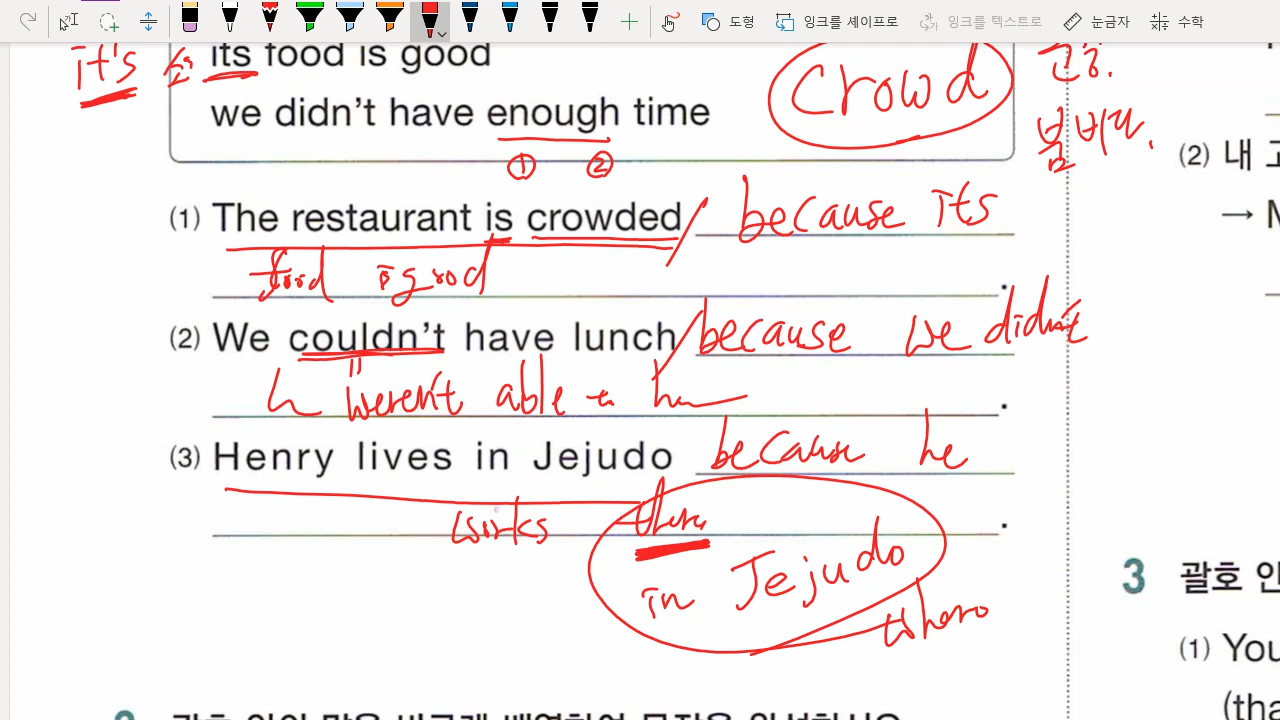 도형 잉크를 셰이프로 잉크를 텍스트로 눈금자 수학
it's its food is good crowd 군중.
we didn't have enough time 붐비다.
① ②
(1) The restaurant is crowded / because its
food is good.
(2) We couldn't have lunch / because we didn't
weren't able .
(3) Henry lives in Jejudo because he
works there .
in Jejudo
where
(2) 내
→
3 괄호 안
(1) You
(tha